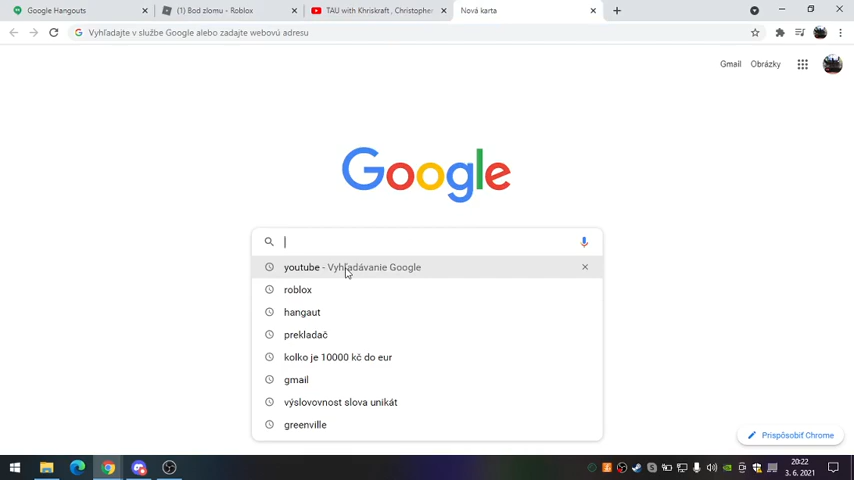 Google Hangouts
(1) Bod zlomu - Roblox
TAU with Khriskraft , Christopher
Nová karta
Vyhľadajte v službe Google alebo zadajte webovú adresu
Gmail Obrázky
Google
youtube - Vyhľadávanie Google
roblox
hangaut
prekladač
kolko je 10000 kč do eur
gmail
výslovovnost slova unikát
greenville
Prispôsobiť Chrome
20:22
3. 6. 2021